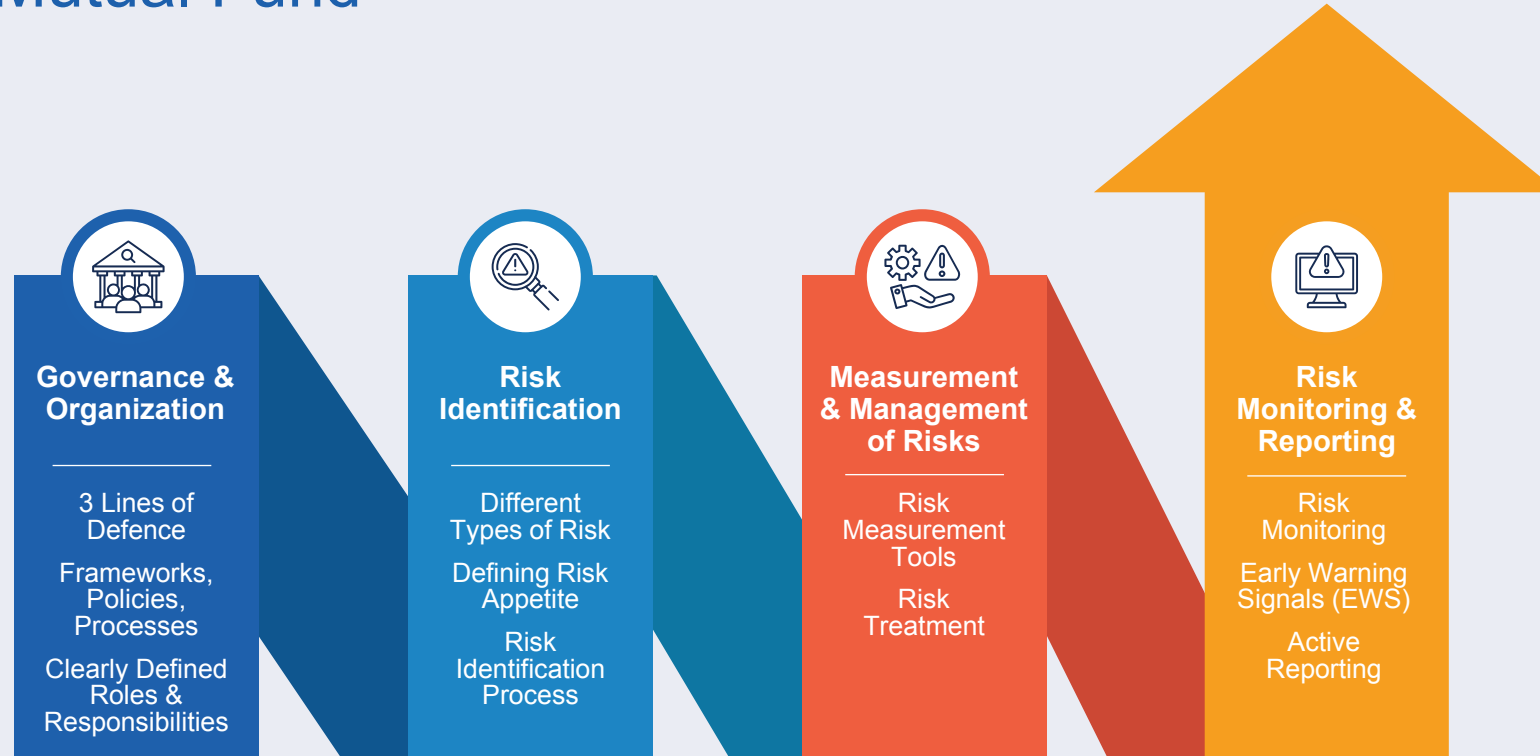 Mutual Fund
Governance &
Organization
3 Lines of
Defence
Frameworks,
Policies,
Processes
Clearly Defined
Roles &
Responsibilities
Risk
Identification
Different
Types of Risk
Defining Risk
Appetite
Risk
Identification
Process
Measurement
& Management
of Risks
Risk
Measurement
Tools
Risk
Treatment
Risk
Monitoring &
Reporting
Risk
Monitoring
Early Warning
Signals (EWS)
Active
Reporting